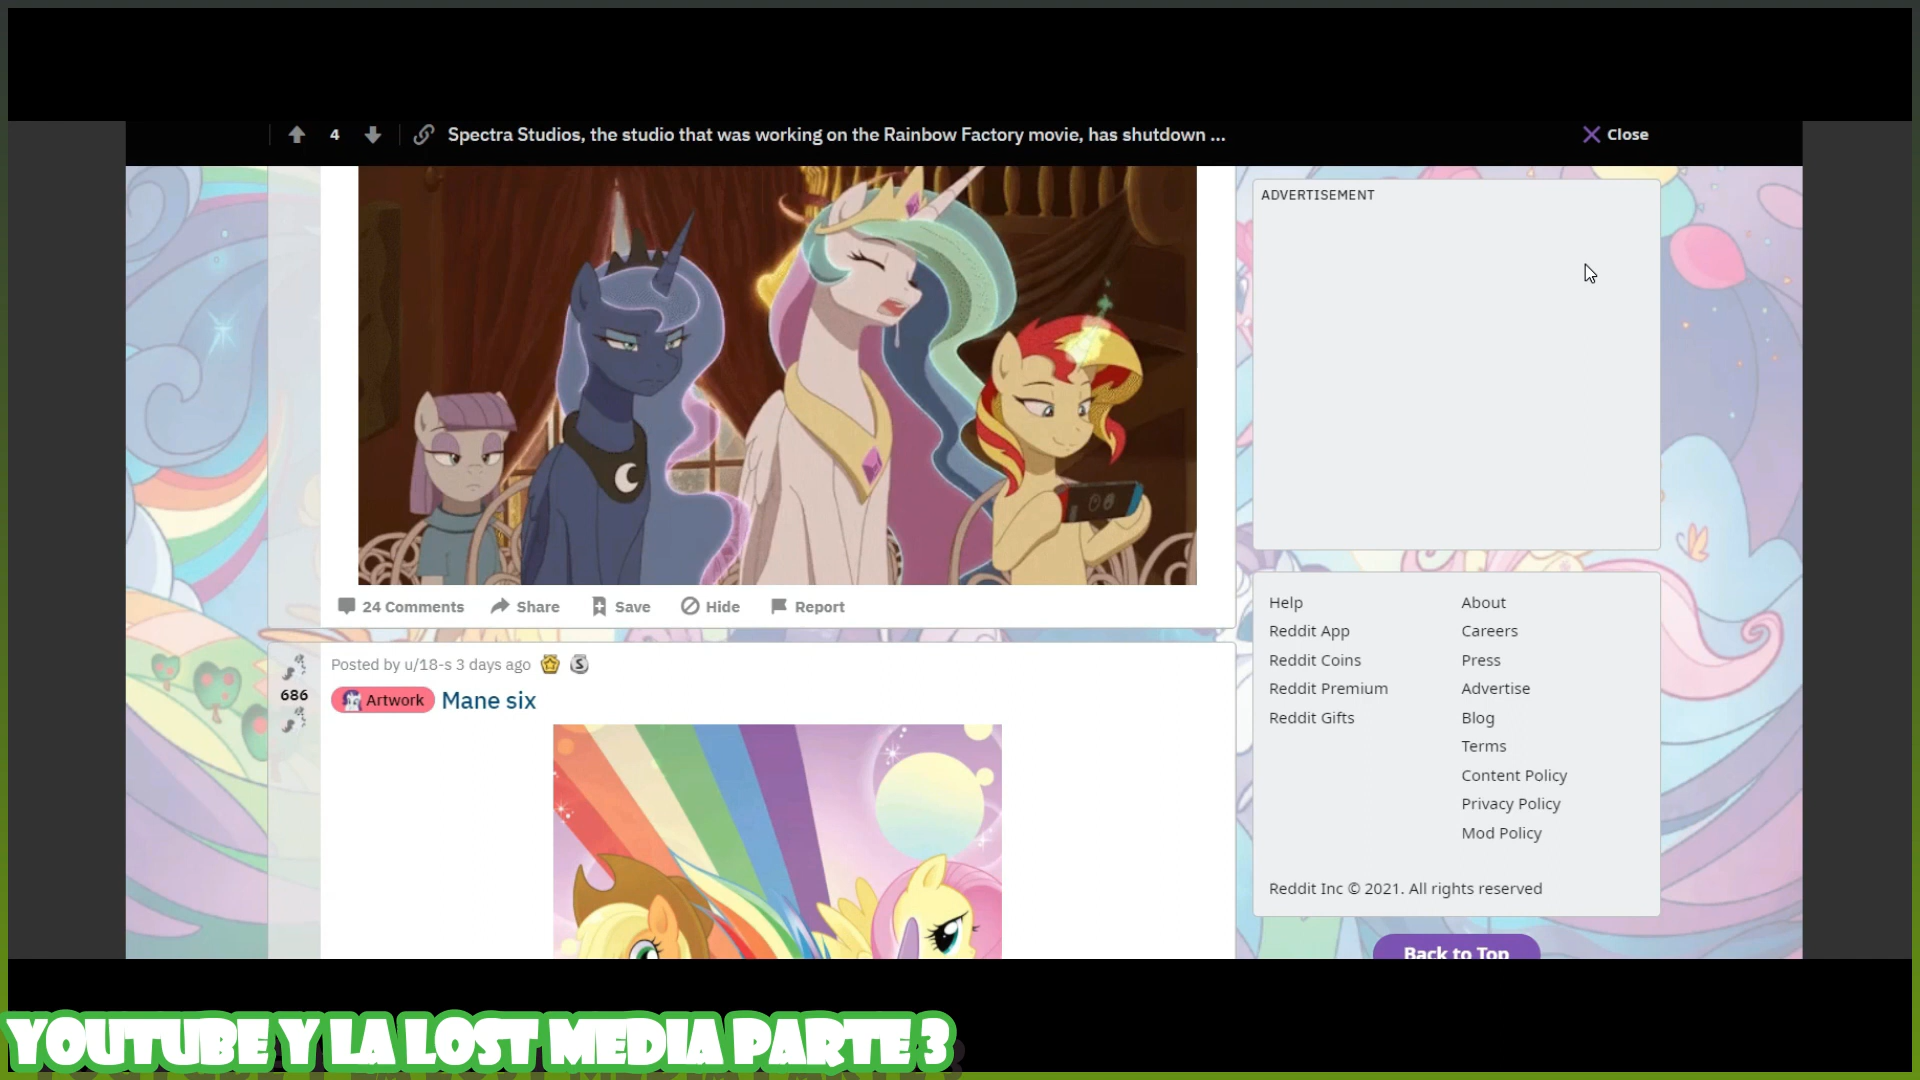 4 Spectra Studios, the studio that was working on the Rainbow Factory movie, has shutdown ... Close
ADVERTISEMENT
24 Comments Share Save Hide Report
Posted by u/18-s 3 days ago
686
Artwork Mane six
Help
Reddit App
Reddit Coins
Reddit Premium
Reddit Gifts
About
Careers
Press
Advertise
Blog
Terms
Content Policy
Privacy Policy
Mod Policy
Reddit Inc © 2021. All rights reserved
Back to Top
YOUTUBE Y LA LOST MEDIA PARTE 3